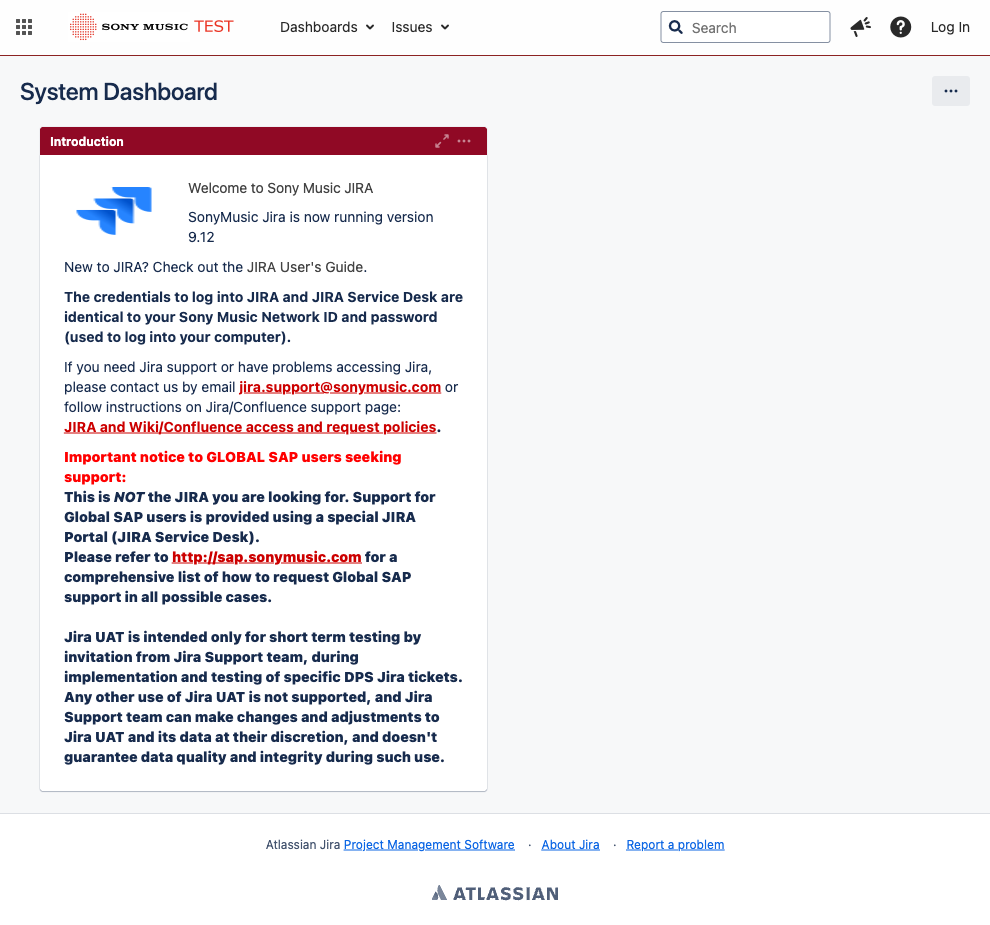 SONY MUSIC TEST
Dashboards
Issues
Search
Log In
System Dashboard
Introduction
Welcome to Sony Music JIRA
SonyMusic Jira is now running version
9.12
New to JIRA? Check out the JIRA User's Guide.
The credentials to log into JIRA and JIRA Service Desk are
identical to your Sony Music Network ID and password
(used to log into your computer).
If you need Jira support or have problems accessing Jira,
please contact us by email jira.support@sonymusic.com or
follow instructions on Jira/Confluence support page:
JIRA and Wiki/Confluence access and request policies.
Important notice to GLOBAL SAP users seeking
support:
This is NOT the JIRA you are looking for. Support for
Global SAP users is provided using a special JIRA
Portal (JIRA Service Desk).
Please refer to http://sap.sonymusic.com for a
comprehensive list of how to request Global SAP
support in all possible cases.
Jira UAT is intended only for short term testing by
invitation from Jira Support team, during
implementation and testing of specific DPS Jira tickets.
Any other use of Jira UAT is not supported, and Jira
Support team can make changes and adjustments to
Jira UAT and its data at their discretion, and doesn't
guarantee data quality and integrity during such use.
Atlassian Jira Project Management Software · About Jira · Report a problem
ATLASSIAN